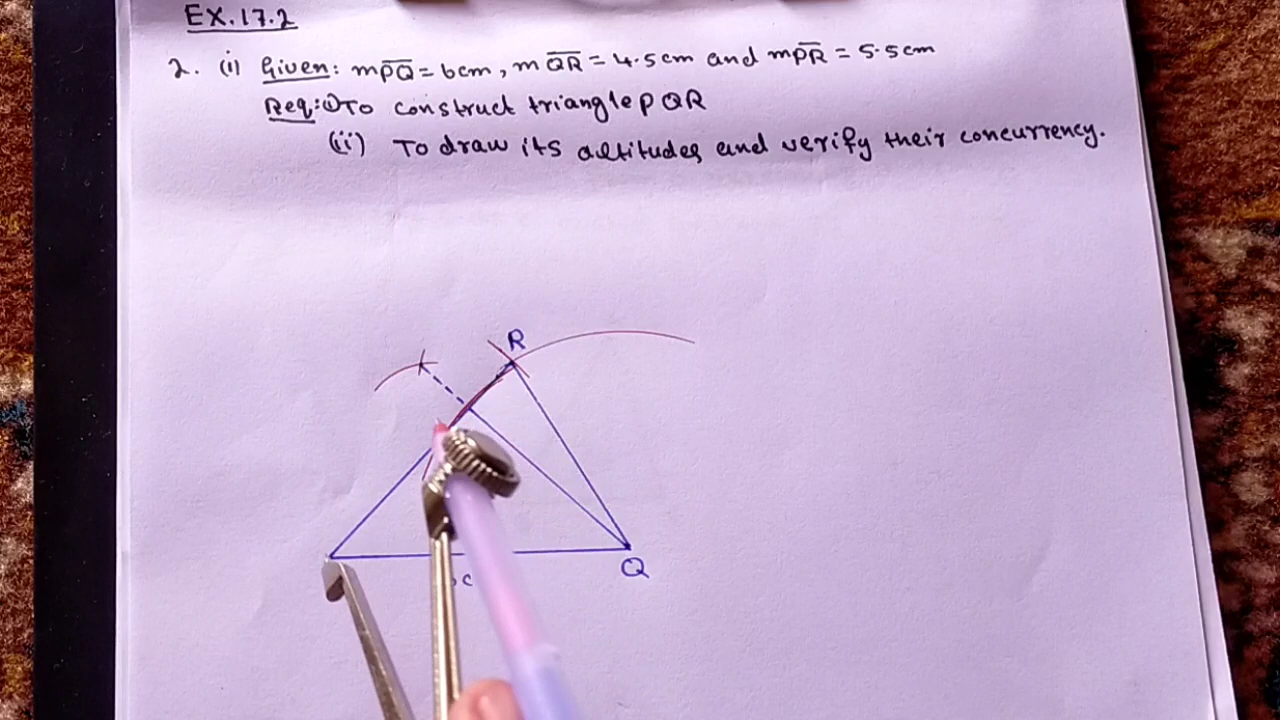 EX.17.2
2. (i) Given: mPQ = 6cm, mQR = 4.5cm and mPR = 5.5cm
Req:(i) To construct triangle PQR
(ii) To draw its altitudes and verify their concurrency.
R
Q
c